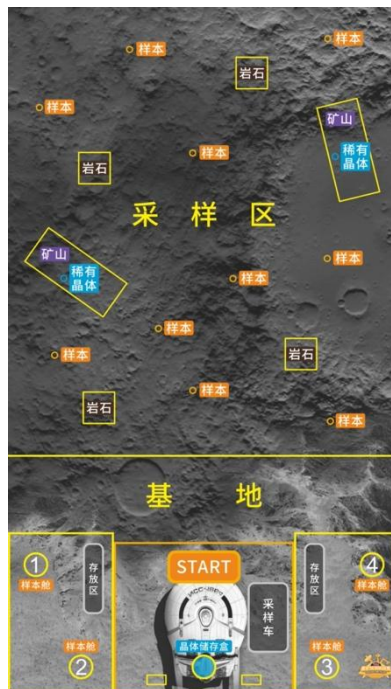 样本
样本
岩石
样本
矿山
样本
稀有
晶体
岩石
采样区
矿山
样本
稀有
晶体
样本
样本
样本
岩石
样本
岩石
样本
基地
START
①
样本舱
存放区
存放区
④
样本舱
采样车
样本舱
②
晶体储存盒
样本舱
③